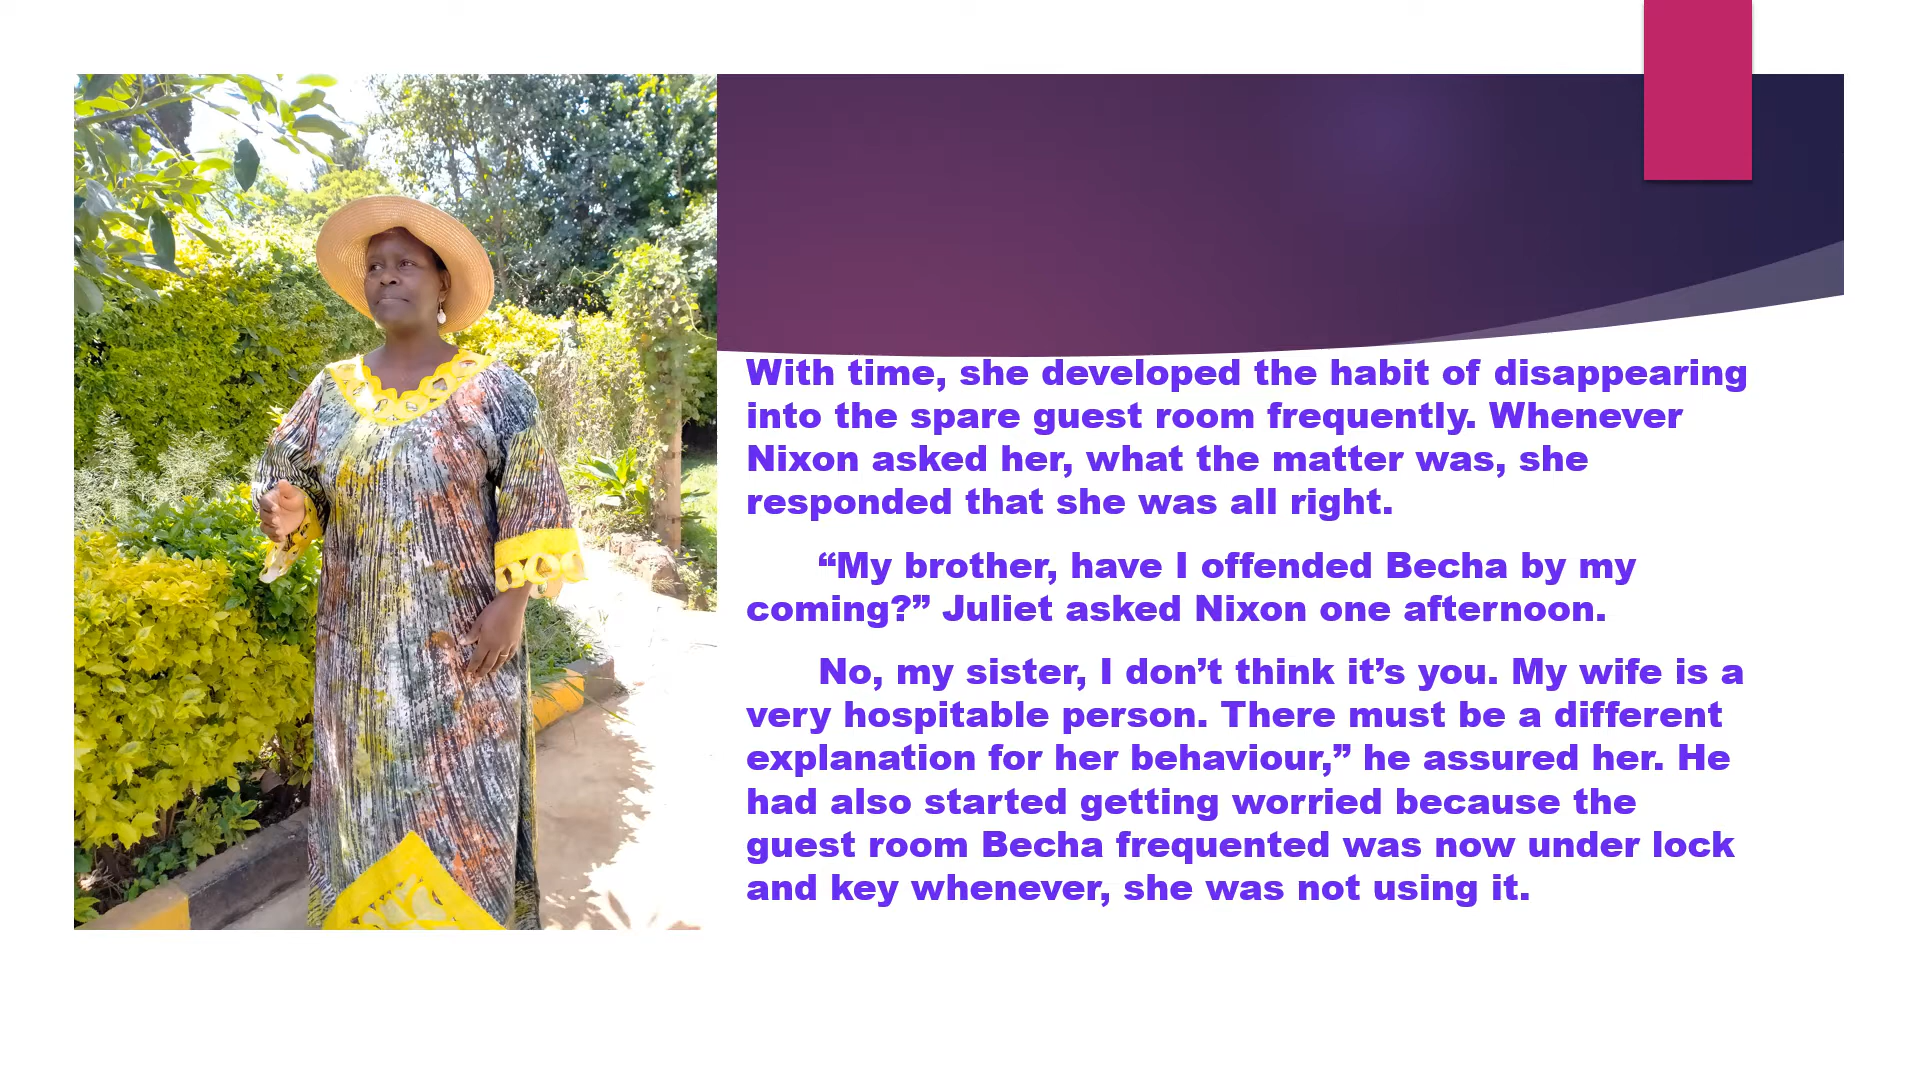 With time, she developed the habit of disappearing
into the spare guest room frequently. Whenever
Nixon asked her, what the matter was, she
responded that she was all right.
“My brother, have I offended Becha by my
coming?” Juliet asked Nixon one afternoon.
No, my sister, I don’t think it’s you. My wife is a
very hospitable person. There must be a different
explanation for her behaviour,” he assured her. He
had also started getting worried because the
guest room Becha frequented was now under lock
and key whenever, she was not using it.